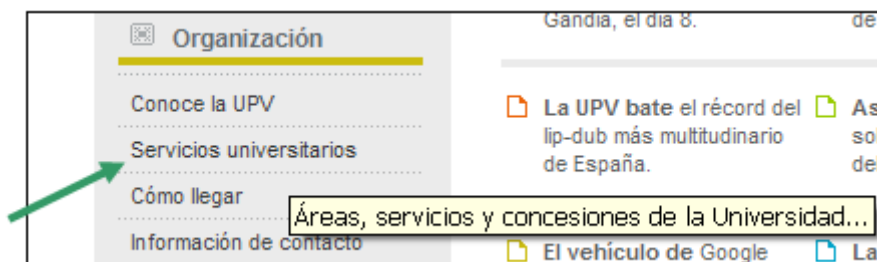 Organización
Conoce la UPV
Servicios universitarios
Cómo llegar
Información de contacto
Gandia, el día 8.
de
La UPV bate el récord del
lip-dub más multitudinario
de España.
As
sol
de
Áreas, servicios y concesiones de la Universidad...
El vehículo de Google
La